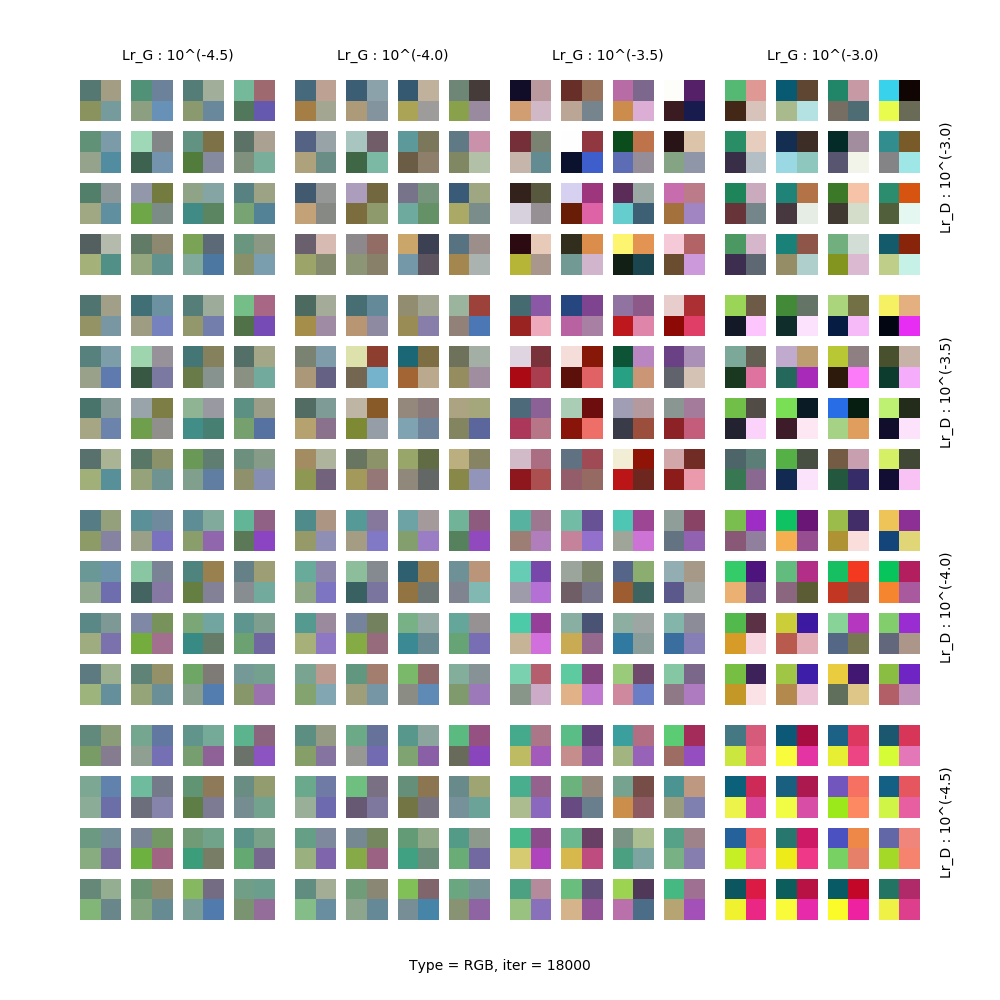 Lr_G : 10^(-4.5)
Lr_G : 10^(-4.0)
Lr_G : 10^(-3.5)
Lr_G : 10^(-3.0)
Lr_D : 10^(-3.0)
Lr_D : 10^(-3.5)
Lr_D : 10^(-4.0)
Lr_D : 10^(-4.5)
Type = RGB, iter = 18000